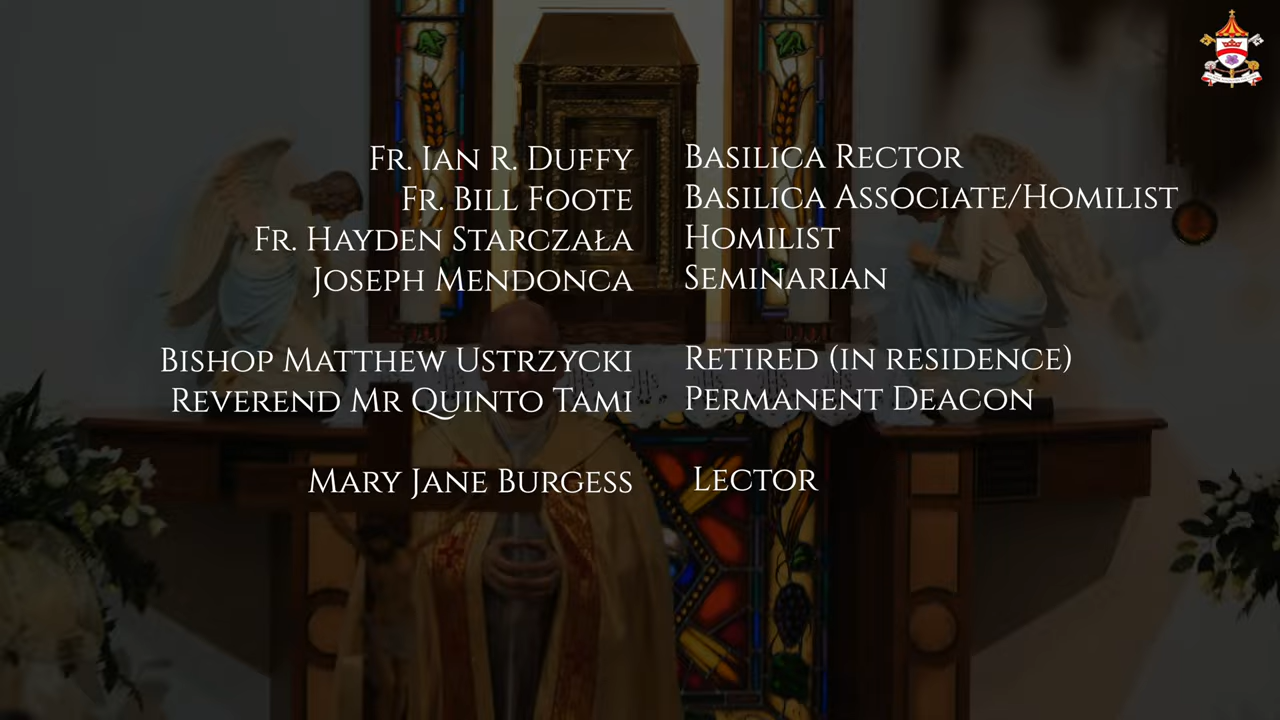 Fr. Ian R. Duffy Basilica Rector
Fr. Bill Foote Basilica Associate/Homilist
Fr. Hayden Starczała Homilist
Joseph Mendonca Seminarian
Bishop Matthew Ustrzycki Retired (in residence)
Reverend Mr Quinto Tami Permanent Deacon
Mary Jane Burgess Lector